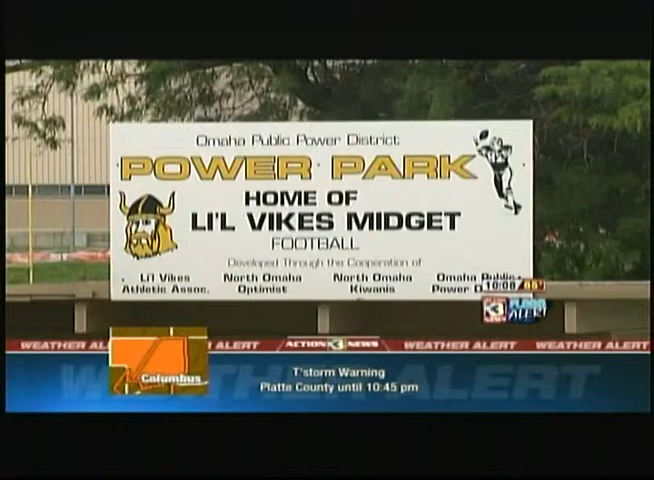 Omaha Public Power District
POWER PARK
HOME OF
LI'L VIKES MIDGET
FOOTBALL
Developed Through the Cooperation of
Li'l Vikes
Athletic Assoc.
North Omaha
Optimist
North Omaha
Kiwanis
Omaha Public
Power
10:08
3
ALERT
WEATHER AL
ALERT
ACTION 3 NEWS
WEATHER ALERT
WEATHER ALERT
Columbus
T'storm Warning
Platte County until 10:45 pm